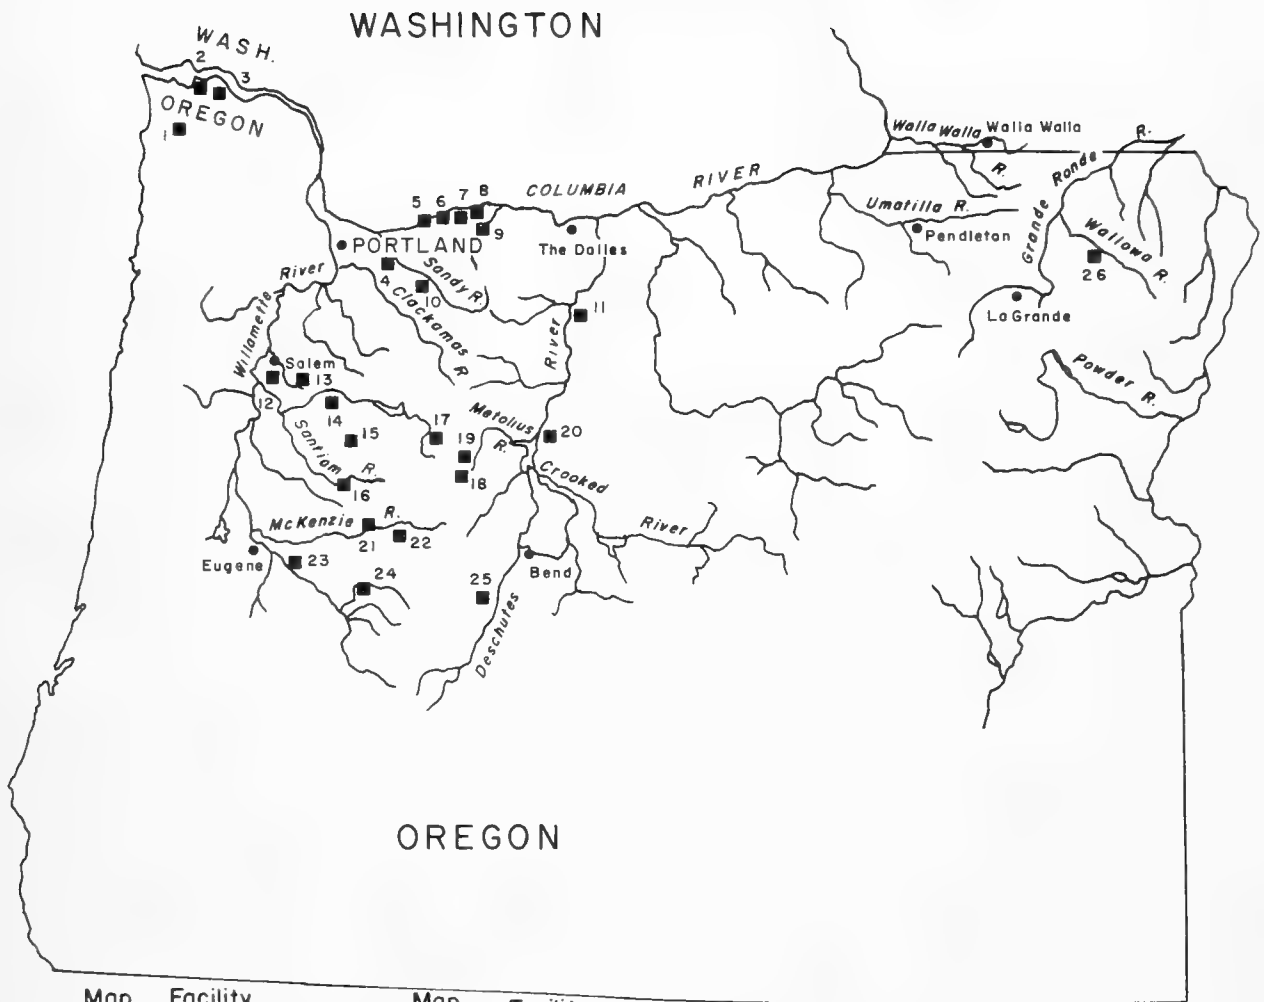 WASHINGTON
WASH.
2
3
OREGON
1
Walla Walla
Walla Walla
R.
R.
Grande Ronde
COLUMBIA RIVER
5 6 7 8
9
Umatilla R.
Pendleton
PORTLAND
The Dalles
Wallowa R.
26
La Grande
4
Sandy R.
10
Clackamas R
River
Willamette
11
River
Salem
13
12
Powder R.
14
15
17
Metolius
R.
19
20
18
Santiam R.
16
Crooked
River
McKenzie R.
21
22
Eugene
23
24
25
Bend
Deschutes
OREGON
Map Facility Map